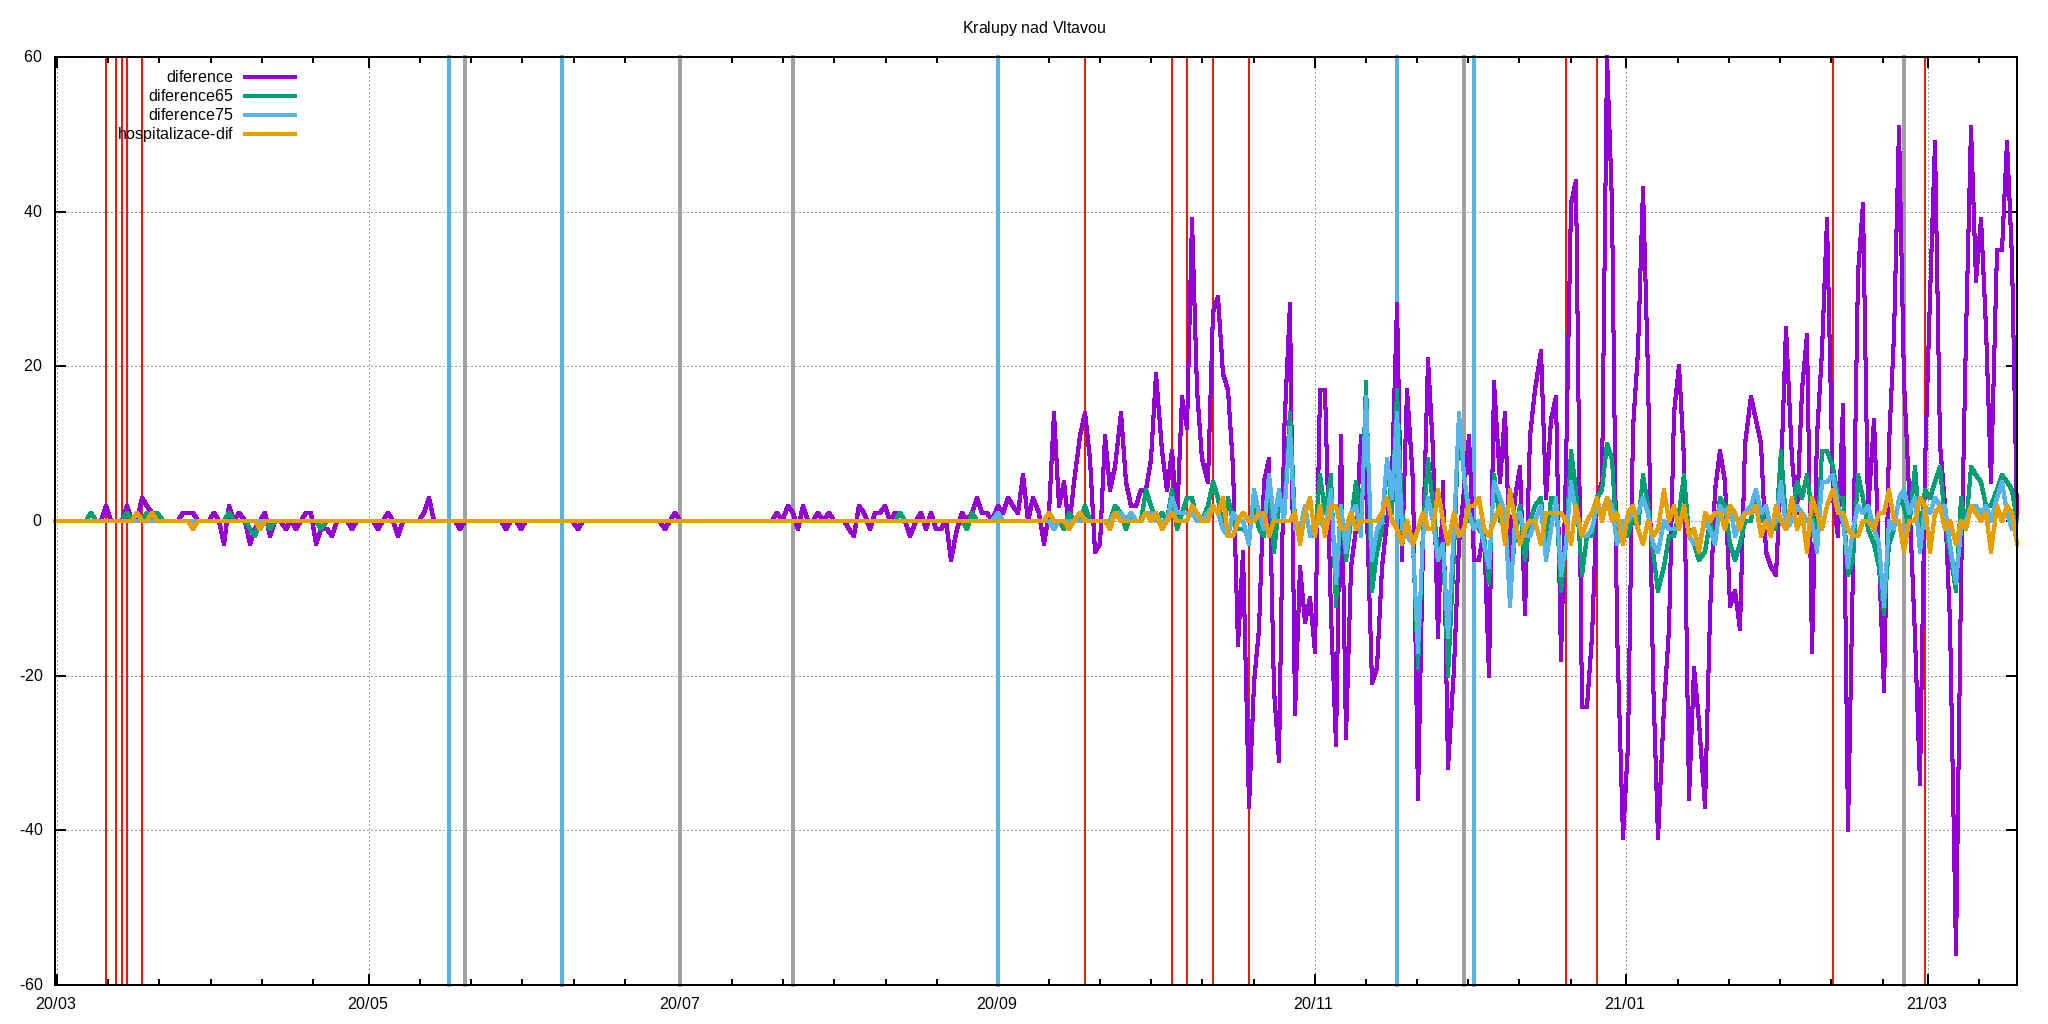 Kralupy nad Vltavou
60
diference
diference65
diference75
hospitalizace-dif
40
20
0
-20
-40
-60
20/03 20/05 20/07 20/09 20/11 21/01 21/03